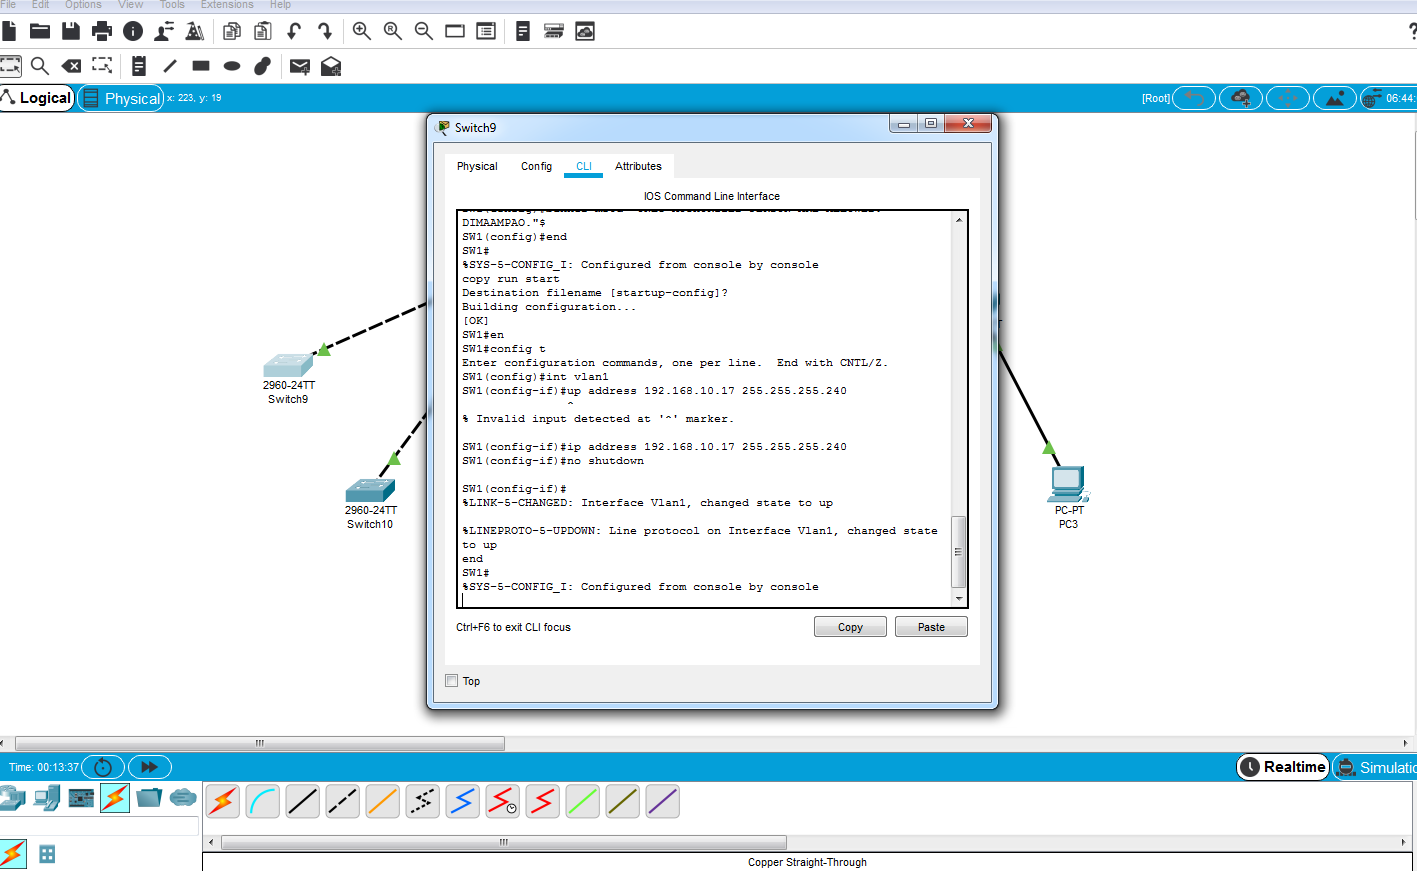 File Edit Options View Tools Extensions Help
?
Logical Physical x: 223, y: 19 [Root] 06:44:
Switch9
Physical Config CLI Attributes
IOS Command Line Interface
DIMAAMPAO."$
SW1(config)#end
SW1#
%SYS-5-CONFIG_I: Configured from console by console
copy run start
Destination filename [startup-config]?
Building configuration...
[OK]
SW1#en
SW1#config t
Enter configuration commands, one per line.  End with CNTL/Z.
SW1(config)#int vlan1
SW1(config-if)#up address 192.168.10.17 255.255.255.240
^
% Invalid input detected at '^' marker.
SW1(config-if)#ip address 192.168.10.17 255.255.255.240
SW1(config-if)#no shutdown
SW1(config-if)#
%LINK-5-CHANGED: Interface Vlan1, changed state to up
%LINEPROTO-5-UPDOWN: Line protocol on Interface Vlan1, changed state
to up
end
SW1#
%SYS-5-CONFIG_I: Configured from console by console
Ctrl+F6 to exit CLI focus
Copy Paste
Top
2960-24TT
Switch9
2960-24TT
Switch10
PC-PT
PC3
Time: 00:13:37
Realtime Simulatio
Copper Straight-Through